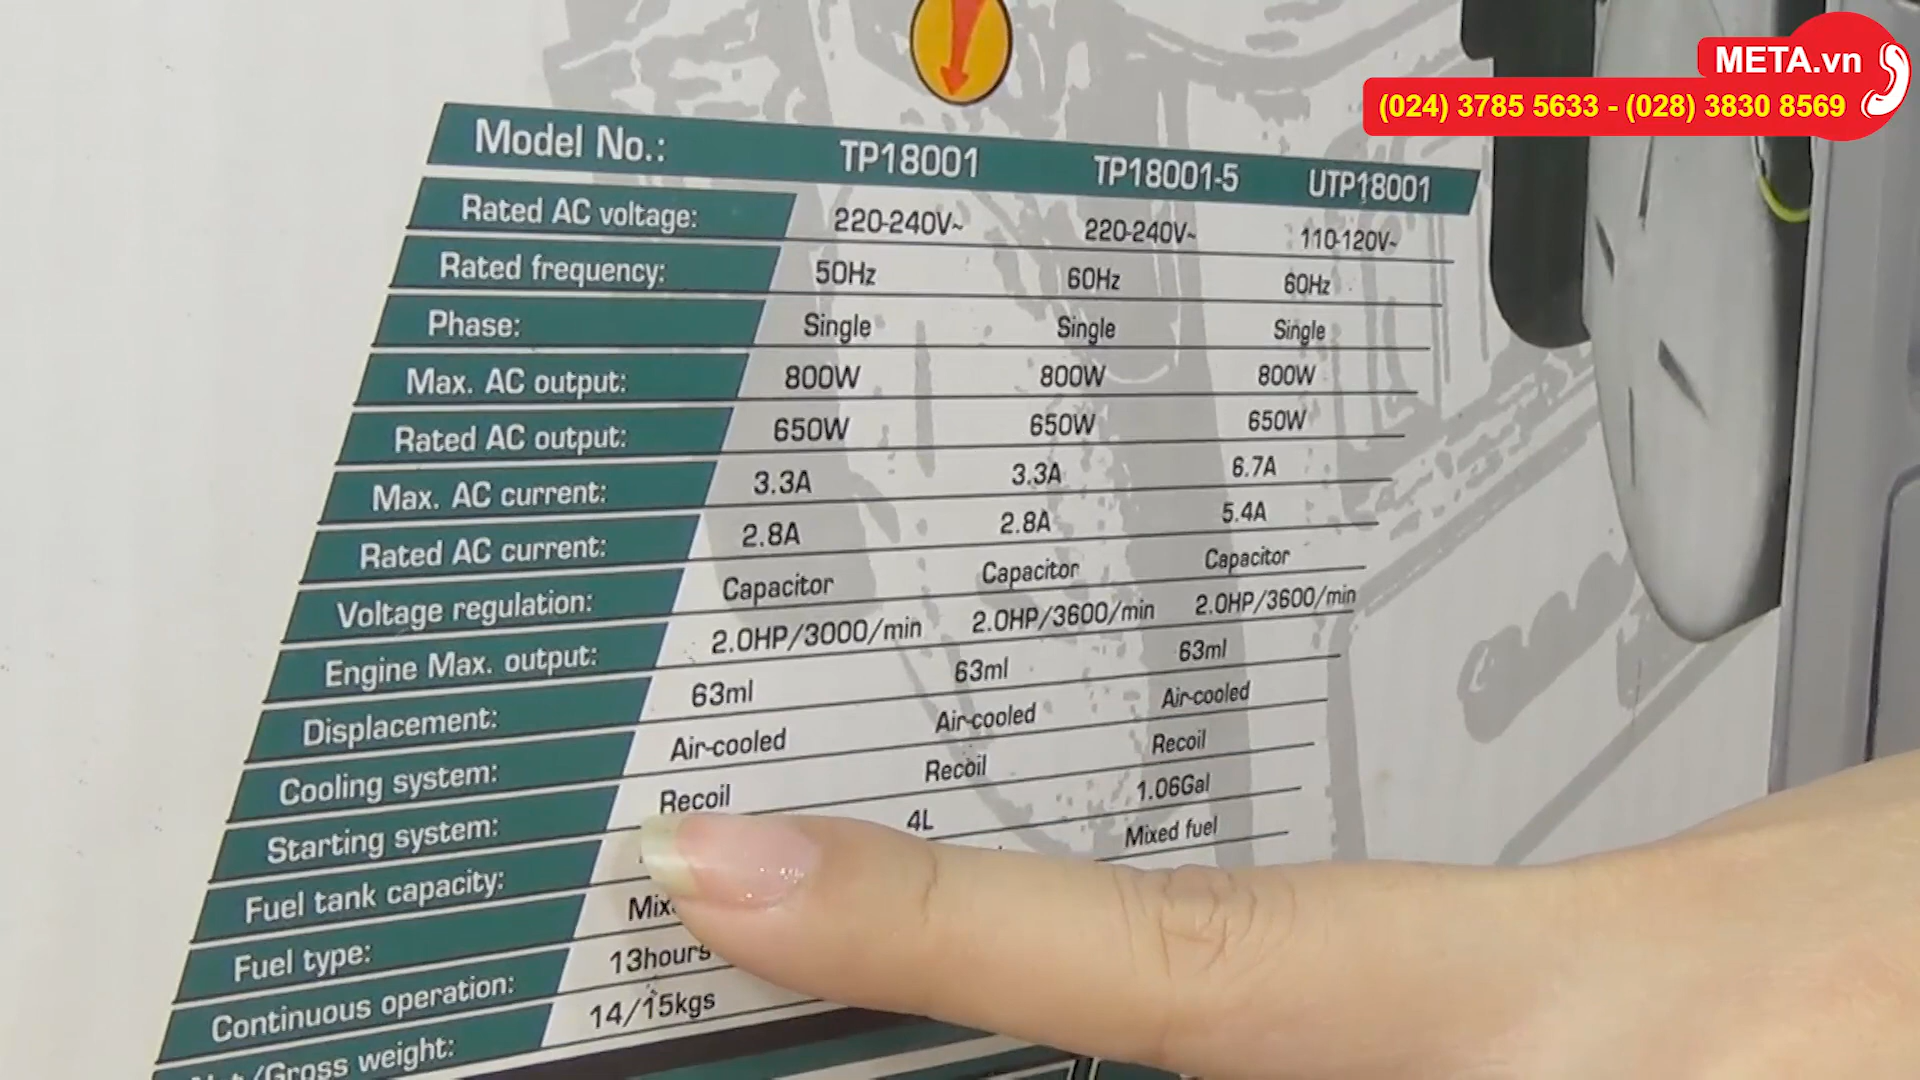 META.vn
(024) 3785 5633 - (028) 3830 8569
Model No.: TP18001 TP18001-5 UTP18001
Rated AC voltage: 220-240V~ 220-240V~ 110-120V~
Rated frequency: 50Hz 60Hz 60Hz
Phase: Single Single Single
Max. AC output: 800W 800W 800W
Rated AC output: 650W 650W 650W
Max. AC current: 3.3A 3.3A 6.7A
Rated AC current: 2.8A 2.8A 5.4A
Voltage regulation: Capacitor Capacitor Capacitor
Engine Max. output: 2.0HP/3000/min 2.0HP/3600/min 2.0HP/3600/min
Displacement: 63ml 63ml 63ml
Cooling system: Air-cooled Air-cooled Air-cooled
Starting system: Recoil Recoil Recoil
Fuel tank capacity: 4L 1.06Gal
Fuel type: Mixed fuel
Continuous operation: 13hours
/Gross weight: 14/15kgs